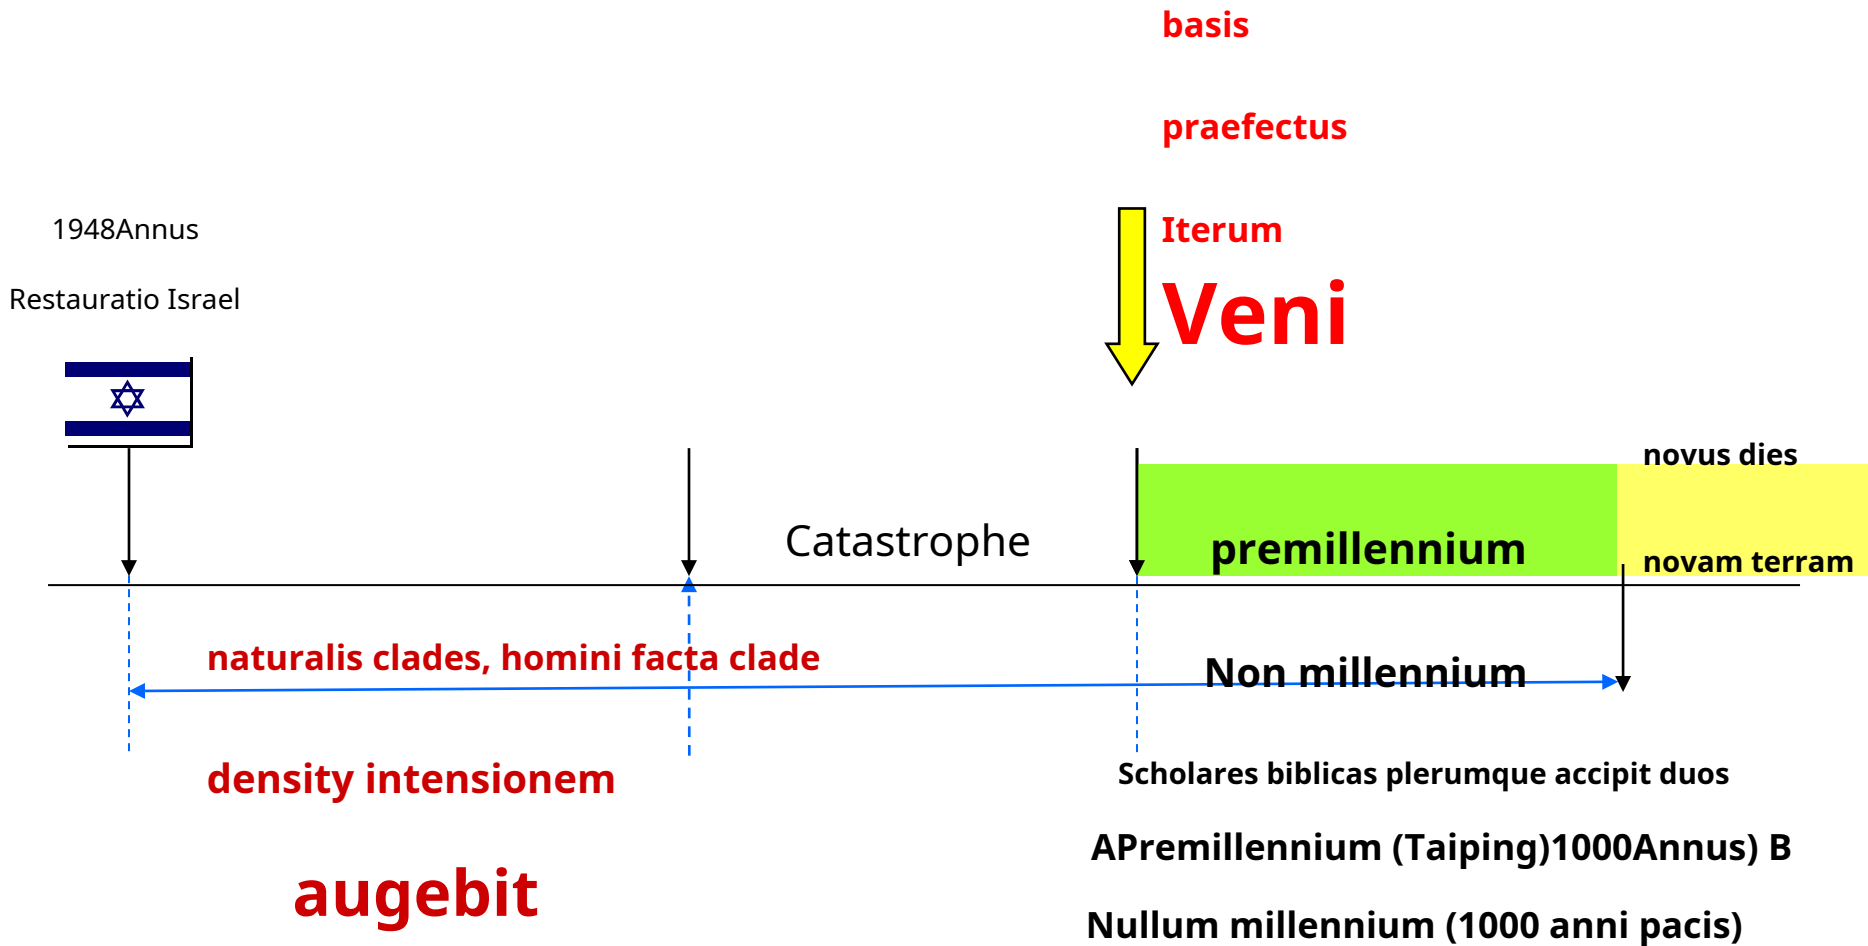 basis
praefectus
1948Annus
Iterum
Restauratio Israel
Veni
novus dies
Catastrophe
premillennium
novam terram
naturalis clades, homini facta clade
Non millennium
density intensionem
Scholares biblicas plerumque accipit duos
APremillennium (Taiping)1000Annus) B
augebit
Nullum millennium (1000 anni pacis)